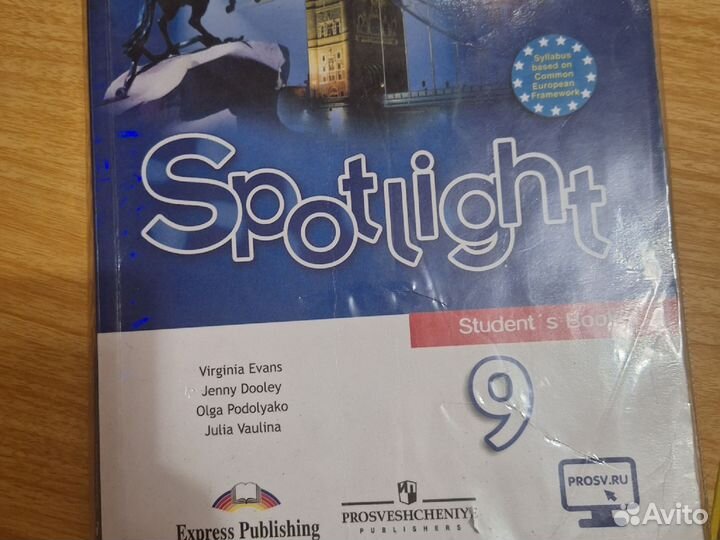 Syllabus
based on
Common
European
Framework
Spotlight
Student's Book
Virginia Evans
Jenny Dooley
Olga Podolyako
Julia Vaulina
9
PROSV.RU
Express Publishing
PROSVESHCHENIYE
PUBLISHERS
Avito